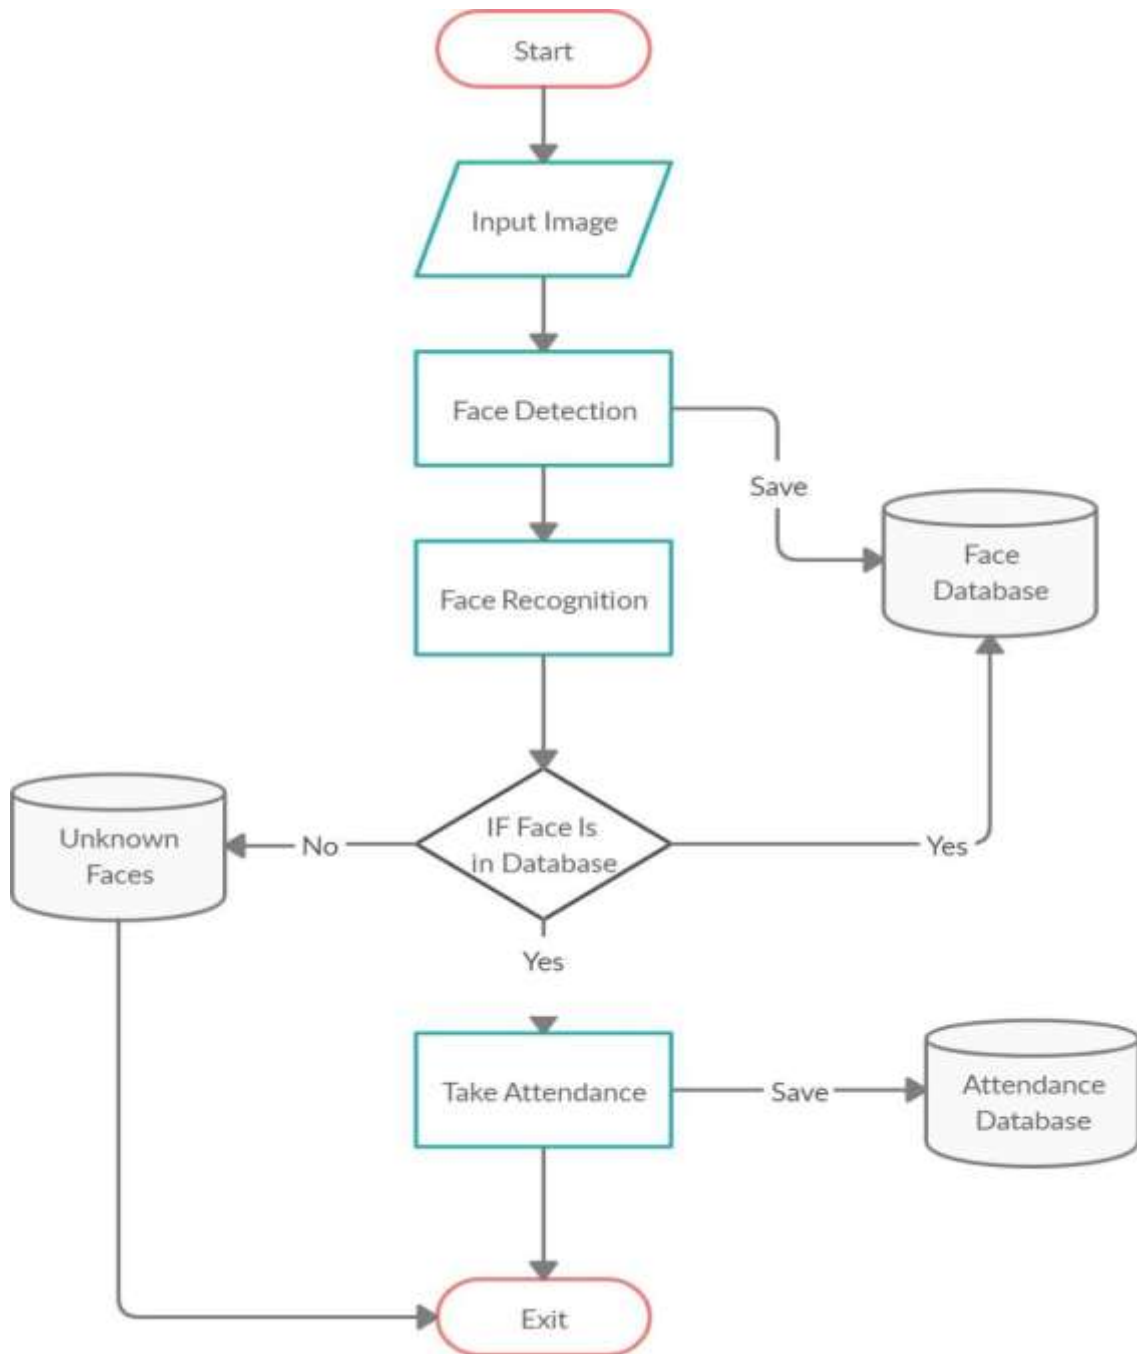 Start
Input Image
Face Detection
Save
Face
Database
Face Recognition
IF Face Is
in Database
Unknown
Faces
No
Yes
Yes
Take Attendance
Save
Attendance
Database
Exit